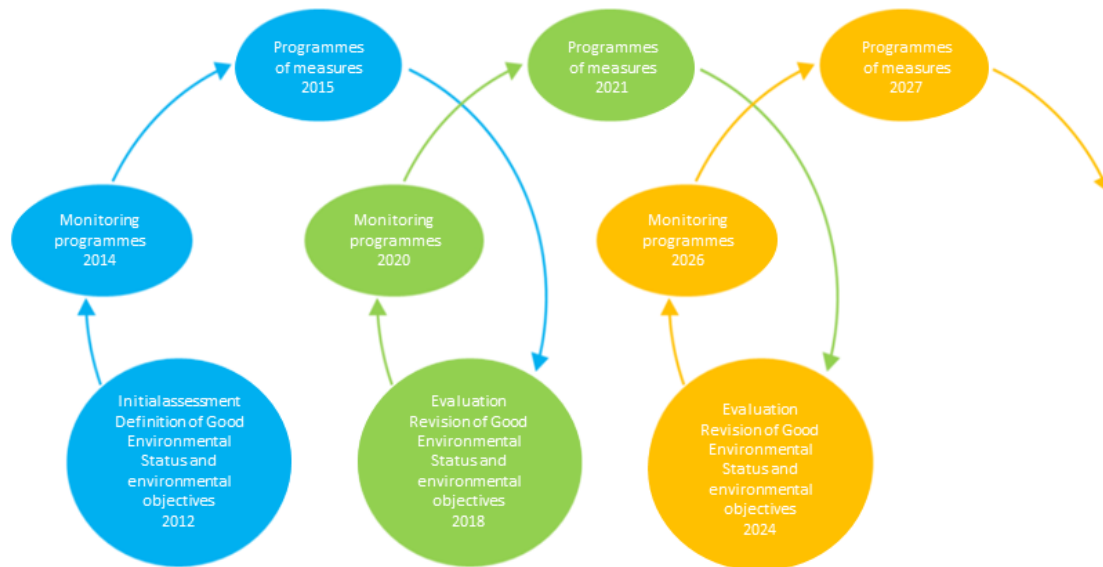 Programmes
of measures
2015
Programmes
of measures
2021
Programmes
of measures
2027
Monitoring
programmes
2014
Monitoring
programmes
2020
Monitoring
programmes
2026
Initial assessment
Definition of Good
Environmental
Status and
environmental
objectives
2012
Evaluation
Revision of Good
Environmental
Status and
environmental
objectives
2018
Evaluation
Revision of Good
Environmental
Status and
environmental
objectives
2024